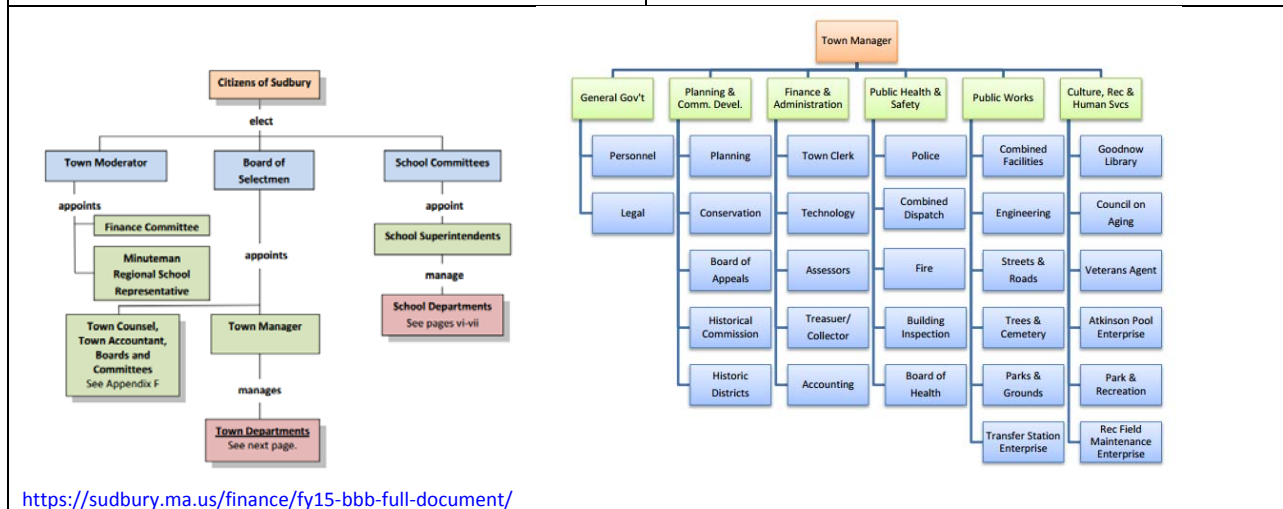 Citizens of Sudbury
elect
Town Moderator
appoints
Finance Committee
Minuteman
Regional School
Representative
Board of
Selectmen
appoints
Town Counsel,
Town Accountant,
Boards and
Committees
See Appendix F
Town Manager
manages
Town Departments
See next page.
School Committees
appoint
School Superintendents
manage
School Departments
See pages vi-vii
Town Manager
General Gov't
Personnel
Legal
Planning &
Comm. Devel.
Planning
Conservation
Board of
Appeals
Historical
Commission
Historic
Districts
Finance &
Administration
Town Clerk
Technology
Assessors
Treasuer/
Collector
Accounting
Public Health &
Safety
Police
Combined
Dispatch
Fire
Building
Inspection
Board of
Health
Public Works
Combined
Facilities
Engineering
Streets &
Roads
Trees &
Cemetery
Parks &
Grounds
Transfer Station
Enterprise
Culture, Rec &
Human Svcs
Goodnow
Library
Council on
Aging
Veterans Agent
Atkinson Pool
Enterprise
Park &
Recreation
Rec Field
Maintenance
Enterprise
https://sudbury.ma.us/finance/fy15-bbb-full-document/